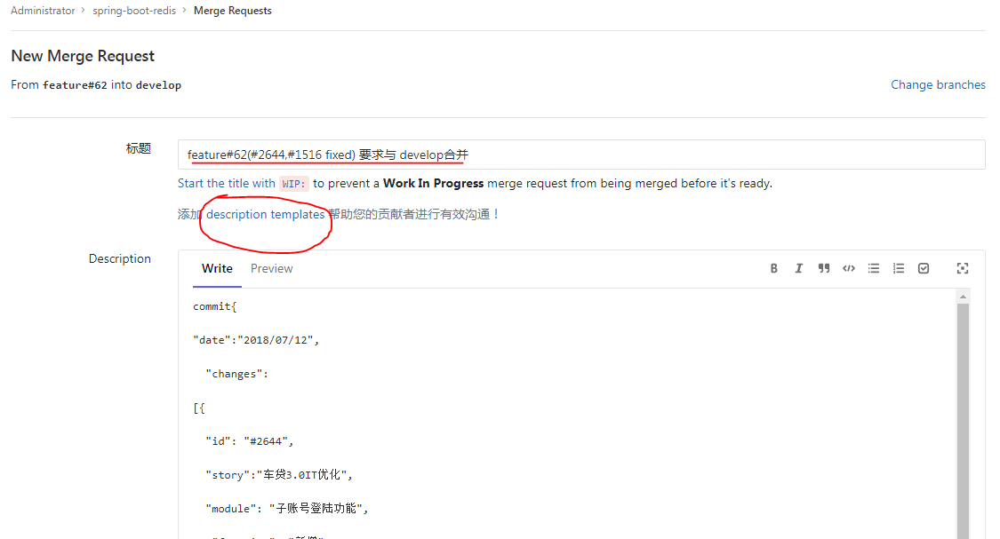 Administrator > spring-boot-redis > Merge Requests
New Merge Request
From feature#62 into develop
Change branches
标题
feature#62(#2644,#1516 fixed) 要求与 develop合并
Start the title with WIP: to prevent a Work In Progress merge request from being merged before it's ready.
添加 description templates 帮助您的贡献者进行有效沟通！
Description
Write Preview
commit{
"date":"2018/07/12",
"changes":
[{
"id": "#2644",
"story":"车贷3.0IT优化",
"module": "子账号登陆功能",